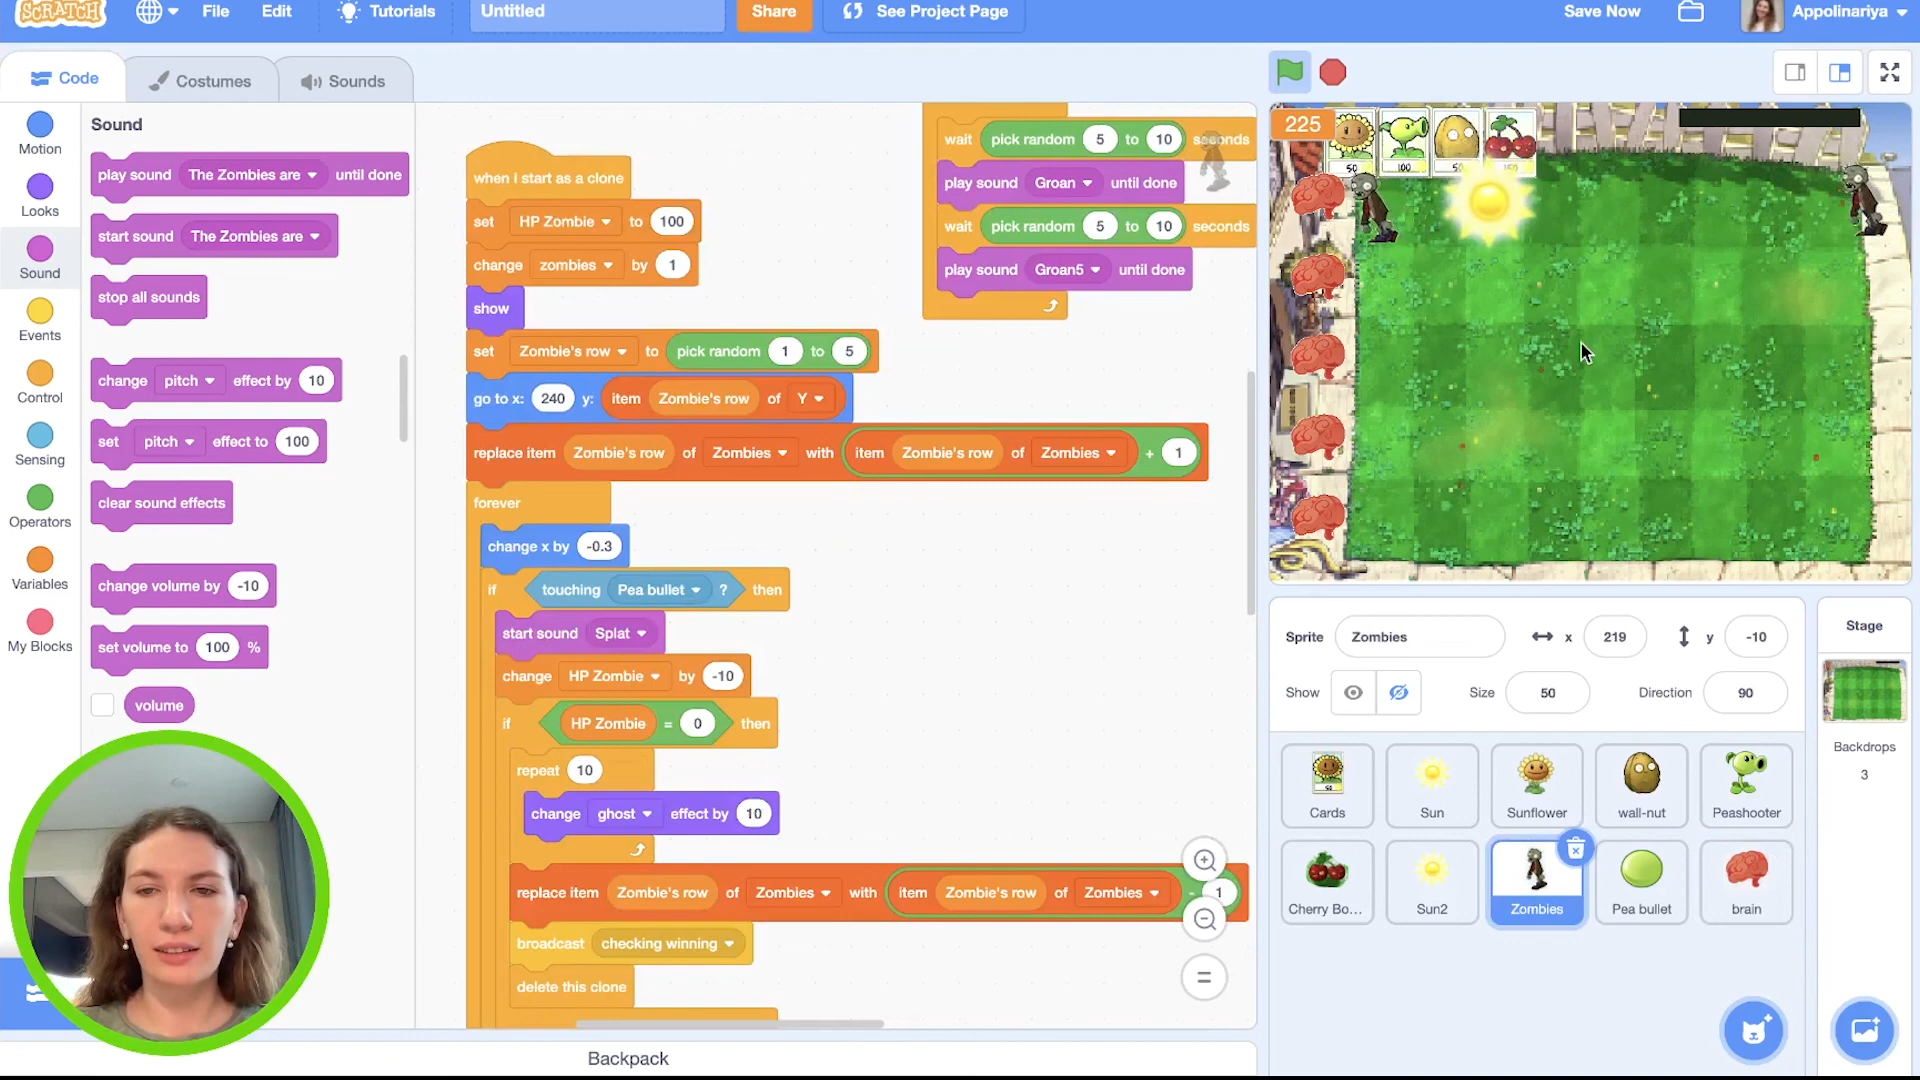 SCRATCH
File Edit Tutorials Untitled Share See Project Page Save Now Appolinariya
Code Costumes Sounds
Motion
Looks
Sound
Events
Control
Sensing
Operators
Variables
My Blocks
Sound
play sound The Zombies are until done
start sound The Zombies are
stop all sounds
change pitch effect by 10
set pitch effect to 100
clear sound effects
change volume by -10
set volume to 100 %
volume
when I start as a clone
set HP Zombie to 100
change zombies by 1
show
set Zombie's row to pick random 1 to 5
go to x: 240 y: item Zombie's row of Y
replace item Zombie's row of Zombies with item Zombie's row of Zombies + 1
forever
change x by -0.3
if touching Pea bullet ? then
start sound Splat
change HP Zombie by -10
if HP Zombie = 0 then
repeat 10
change ghost effect by 10
replace item Zombie's row of Zombies with item Zombie's row of Zombies - 1
broadcast checking winning
delete this clone
wait pick random 5 to 10 seconds
play sound Groan until done
wait pick random 5 to 10 seconds
play sound Groan5 until done
Backpack
225
50 100 50 150
Sprite Zombies x 219 y -10
Show Size 50 Direction 90
Cards Sun Sunflower wall-nut Peashooter
Cherry Bo... Sun2 Zombies Pea bullet brain
Stage
Backdrops
3